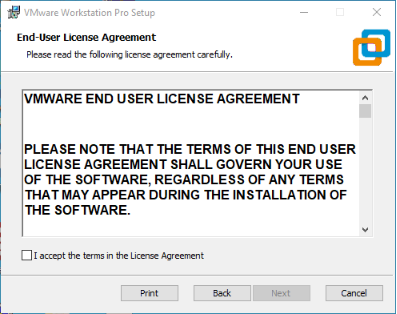 VMware Workstation Pro Setup
End-User License Agreement
Please read the following license agreement carefully.
VMWARE END USER LICENSE AGREEMENT
PLEASE NOTE THAT THE TERMS OF THIS END USER
LICENSE AGREEMENT SHALL GOVERN YOUR USE
OF THE SOFTWARE, REGARDLESS OF ANY TERMS
THAT MAY APPEAR DURING THE INSTALLATION OF
THE SOFTWARE.
I accept the terms in the License Agreement
Print Back Next Cancel